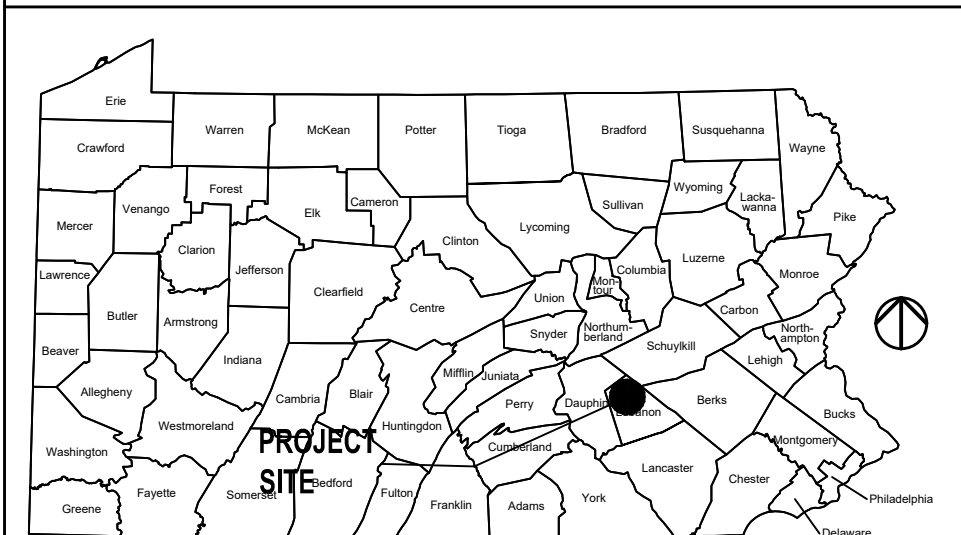 Erie
Warren
McKean
Potter
Tioga
Bradford
Susquehanna
Wayne
Crawford
Forest
Elk
Cameron
Sullivan
Wyoming
Lacka-
wanna
Pike
Mercer
Venango
Clarion
Clinton
Lycoming
Luzerne
Columbia
Mon-
tour
Monroe
Lawrence
Jefferson
Clearfield
Centre
Union
Carbon
Butler
Armstrong
Snyder
Northum-
berland
Schuylkill
North-
ampton
Beaver
Indiana
Mifflin
Juniata
Lehigh
Allegheny
Cambria
Blair
Perry
Dauphin
Berks
Bucks
Westmoreland
Huntingdon
Cumberland
Montgomery
Washington
PROJECT
SITE
Lancaster
Chester
Greene
Fayette
Somerset
Bedford
Fulton
Franklin
Adams
York
Philadelphia
Delaware